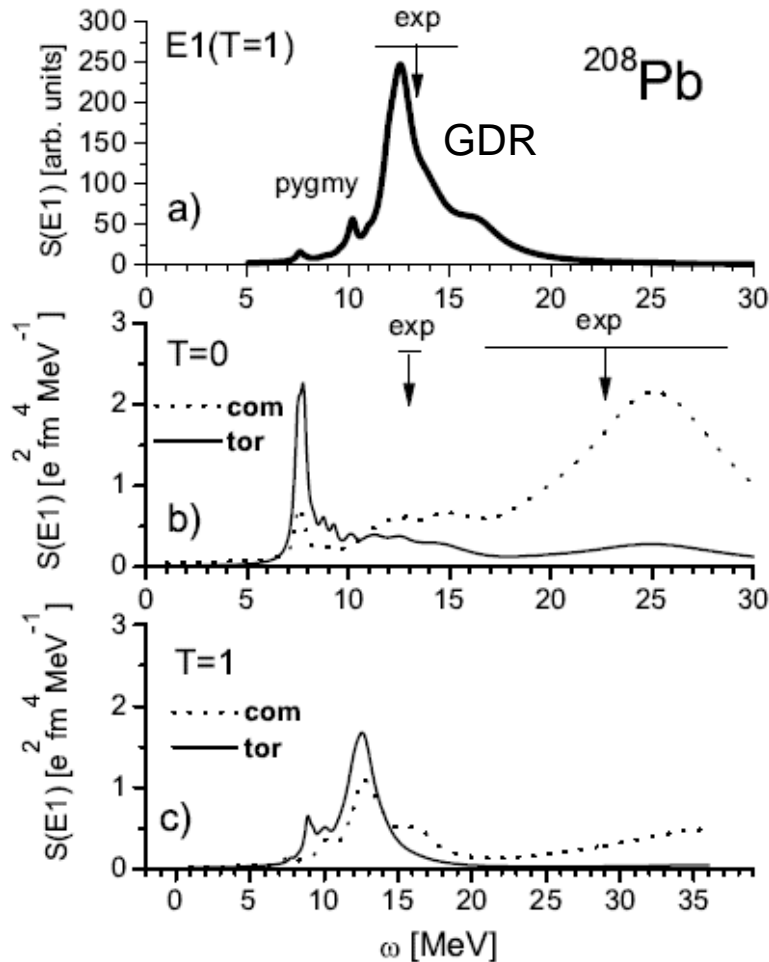 exp
E1(T=1)
208Pb
GDR
pygmy
a)
S(E1) [arb. units]
300
250
200
150
100
50
0
0 5 10 15 20 25 30
T=0
exp
exp
com
tor
b)
S(E1) [e2 fm4 MeV-1]
3
2
1
0
0 5 10 15 20 25 30
T=1
com
tor
c)
S(E1) [e2 fm4 MeV-1]
3
2
1
0
0 5 10 15 20 25 30 35
ω [MeV]